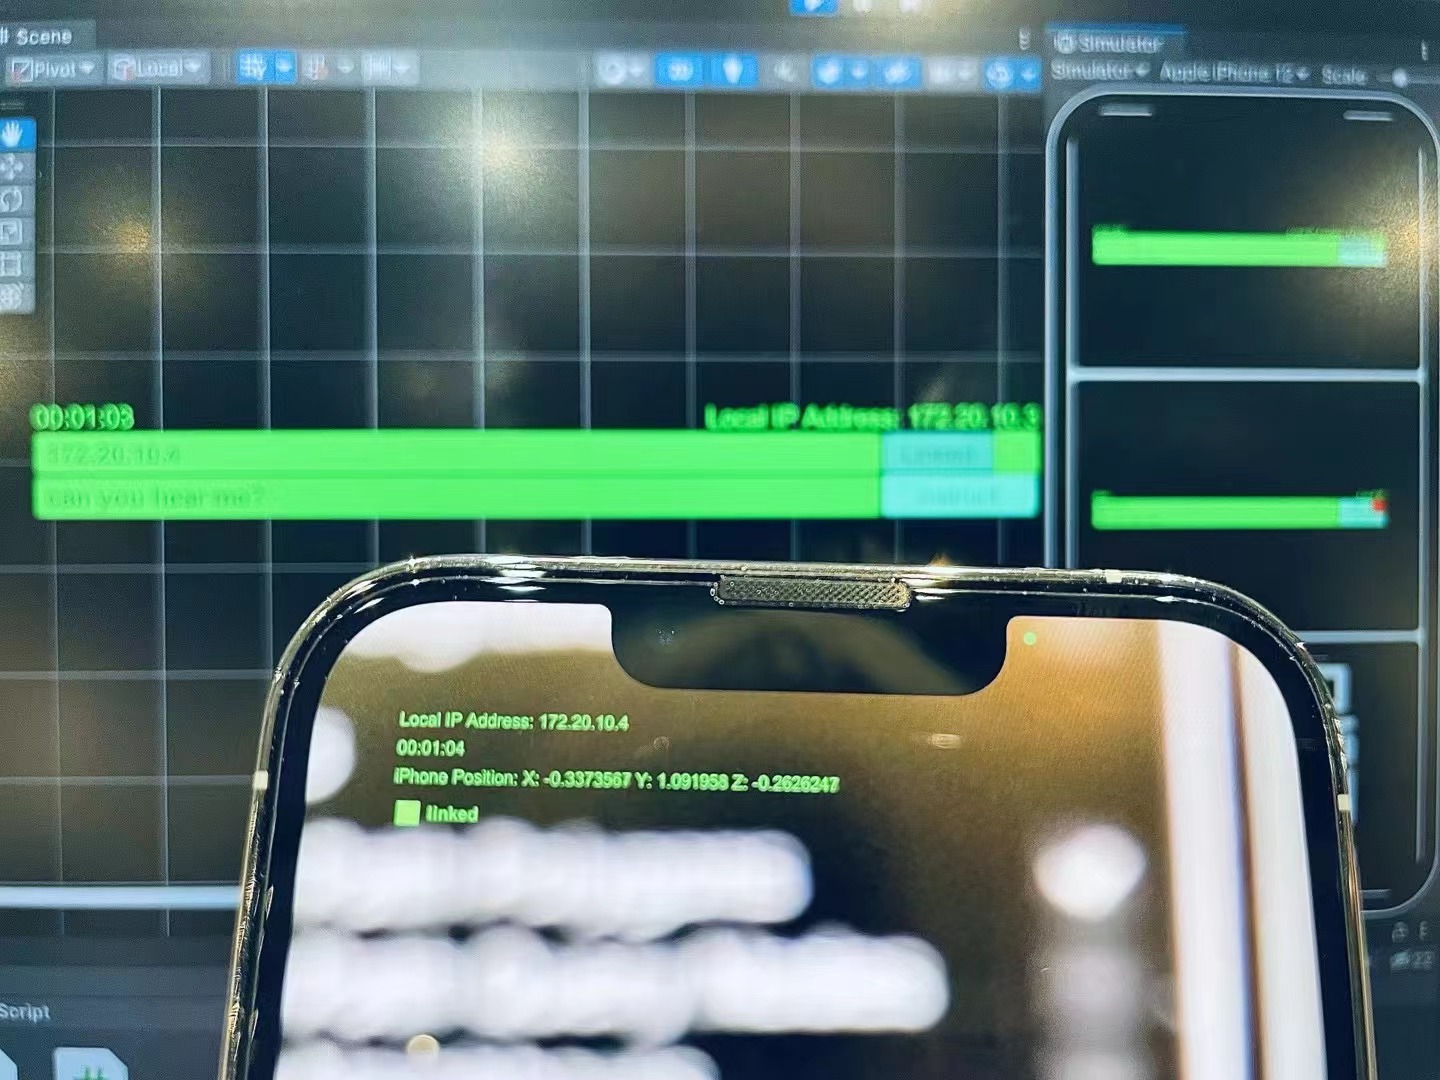 Scene
Simulator
Pivot
Local
Simulator
Apple iPhone 12
Scale
00:01:03
Local IP Address: 172.20.10.3
172.20.10.4
Linked
can you hear me?
Local IP Address: 172.20.10.4
00:01:04
iPhone Position: X: -0.3373567 Y: 1.091958 Z: -0.2626247
linked
22
Script
#